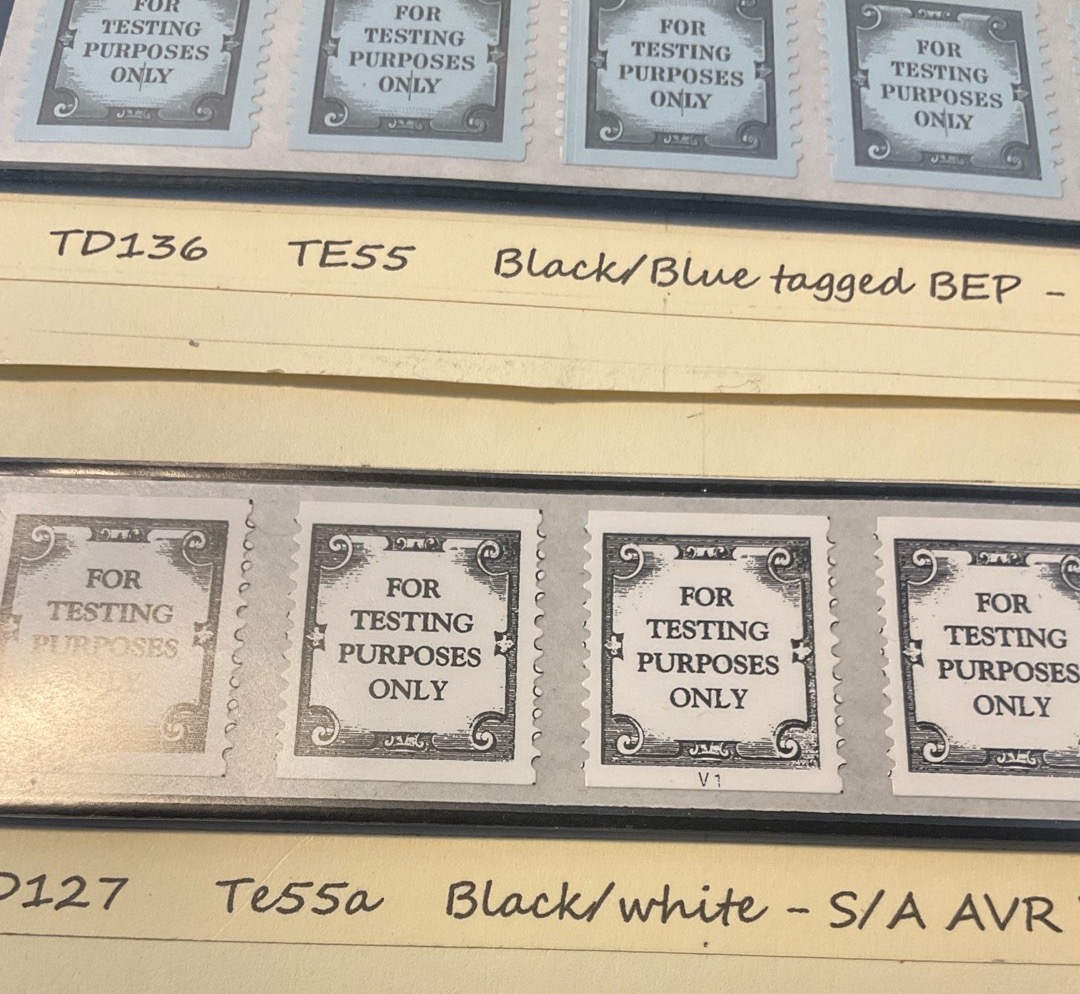 FOR
TESTING
PURPOSES
ONLY
FOR
TESTING
PURPOSES
ONLY
FOR
TESTING
PURPOSES
ONLY
FOR
TESTING
PURPOSES
ONLY
TD136 TE55 Black/Blue tagged BEP -
FOR
TESTING
PURPOSES
FOR
TESTING
PURPOSES
ONLY
FOR
TESTING
PURPOSES
ONLY
V1
FOR
TESTING
PURPOSES
ONLY
D127 Te55a Black/white - S/A AVR